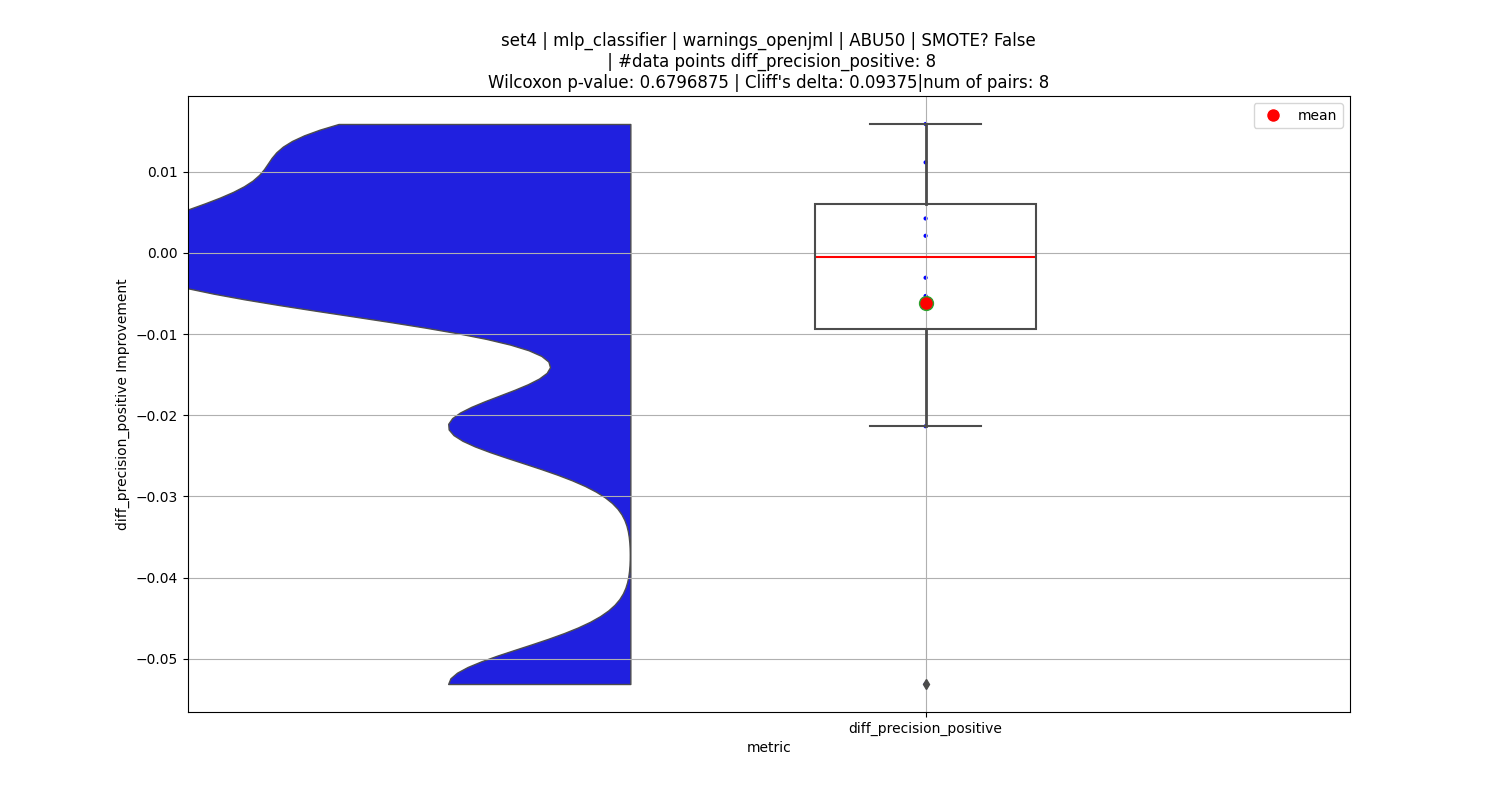 set4 | mlp_classifier | warnings_openjml | ABU50 | SMOTE? False
| #data points diff_precision_positive: 8
Wilcoxon p-value: 0.6796875 | Cliff's delta: 0.09375|num of pairs: 8
mean
0.01
0.00
−0.01
−0.02
−0.03
−0.04
−0.05
diff_precision_positive Improvement
diff_precision_positive
metric